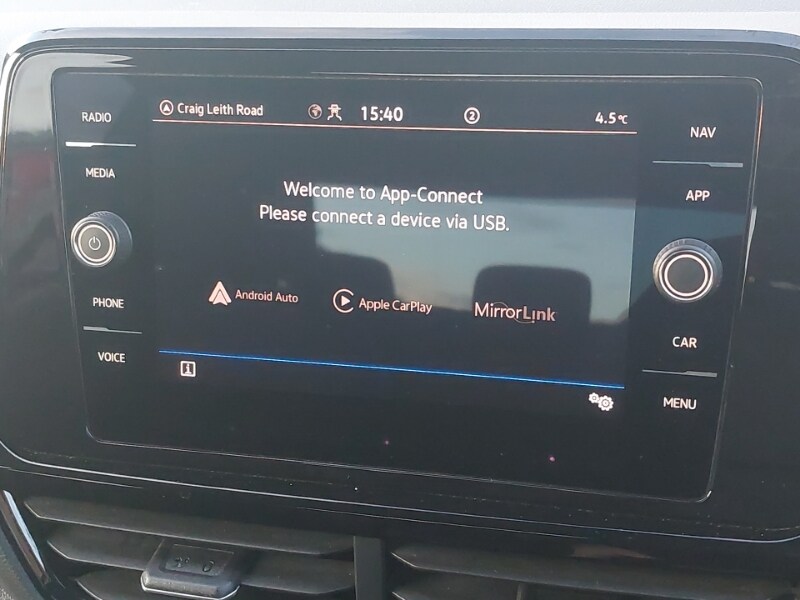 RADIO
MEDIA
PHONE
VOICE
Craig Leith Road 15:40 2 4.5°C
Welcome to App-Connect
Please connect a device via USB.
Android Auto Apple CarPlay MirrorLink
i
NAV
APP
CAR
MENU